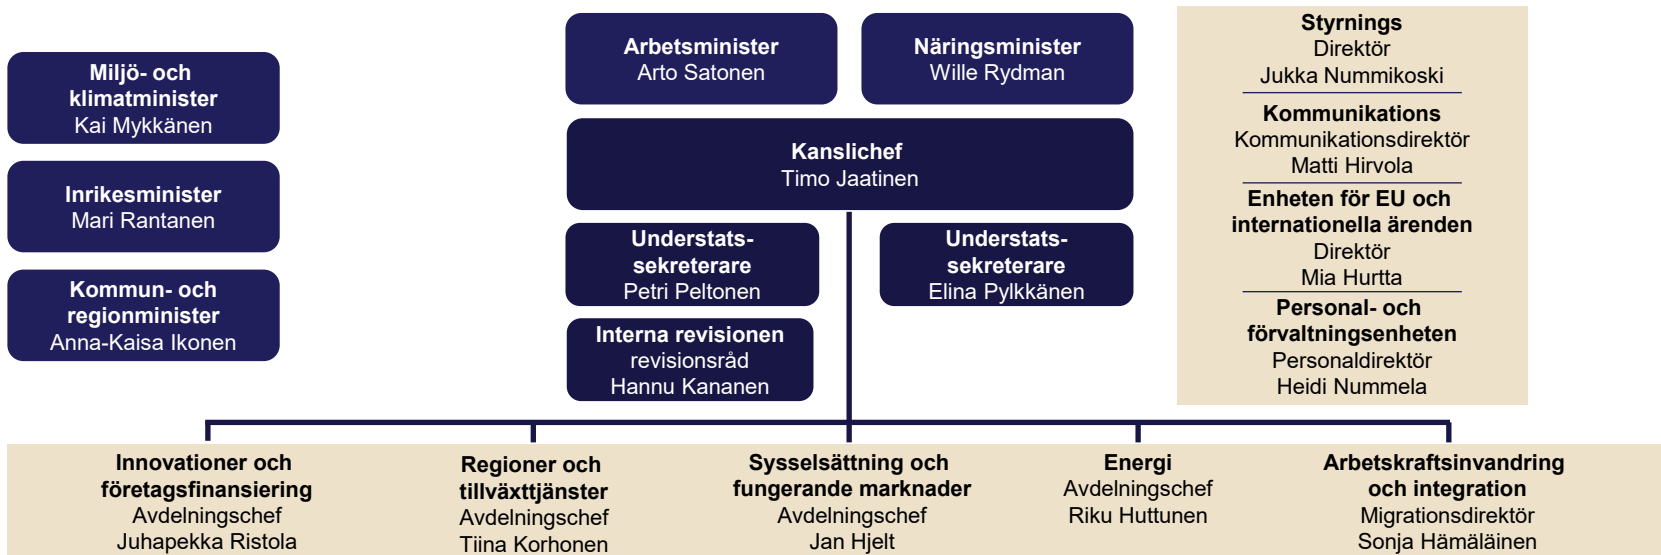 Miljö- och
klimatminister
Kai Mykkänen
Inrikesminister
Mari Rantanen
Kommun- och
regionminister
Anna-Kaisa Ikonen
Arbetsminister
Arto Satonen
Näringsminister
Wille Rydman
Kanslichef
Timo Jaatinen
Understats-
sekreterare
Petri Peltonen
Understats-
sekreterare
Elina Pylkkänen
Interna revisionen
revisionsråd
Hannu Kananen
Styrnings
Direktör
Jukka Nummikoski
Kommunikations
Kommunikationsdirektör
Matti Hirvola
Enheten för EU och
internationella ärenden
Direktör
Mia Hurtta
Personal- och
förvaltningsenheten
Personaldirektör
Heidi Nummela
Innovationer och
företagsfinansiering
Avdelningschef
Juhapekka Ristola
Regioner och
tillväxttjänster
Avdelningschef
Tiina Korhonen
Sysselsättning och
fungerande marknader
Avdelningschef
Jan Hjelt
Energi
Avdelningschef
Riku Huttunen
Arbetskraftsinvandring
och integration
Migrationsdirektör
Sonja Hämäläinen